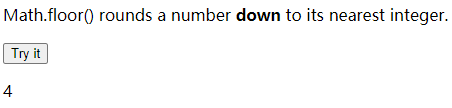 Math.floor() rounds a number down to its nearest integer.
Try it
4